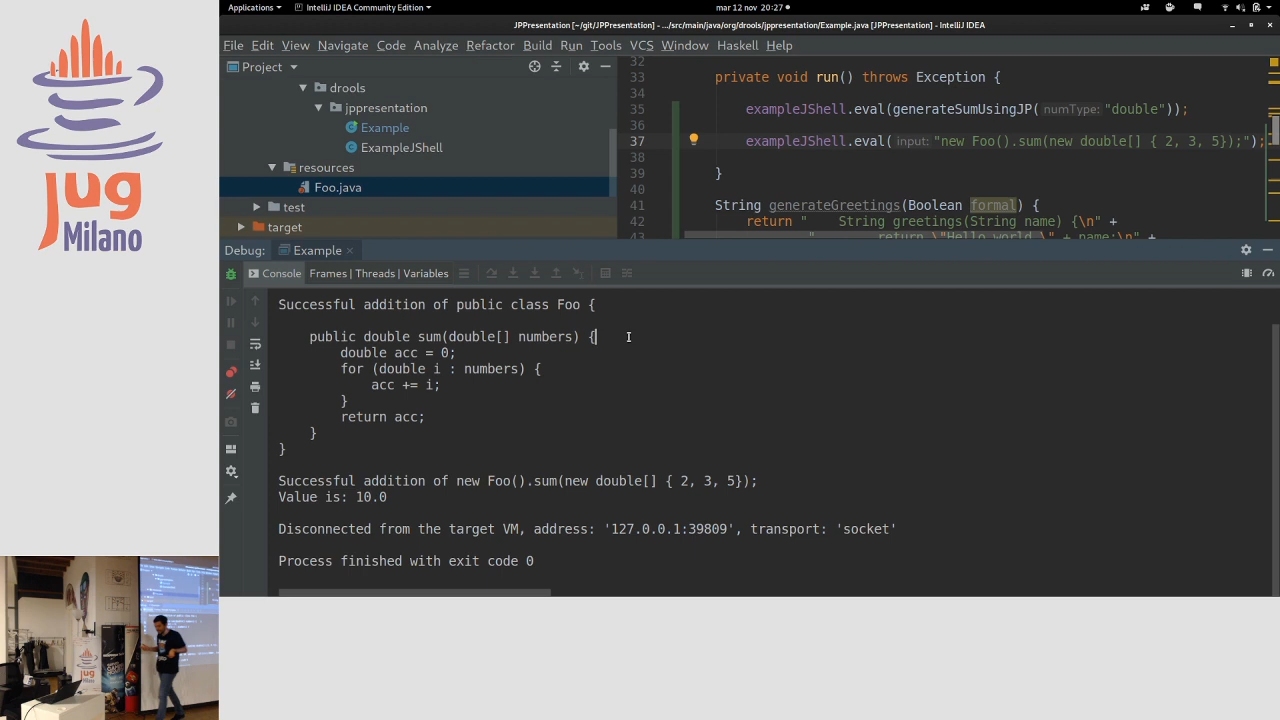 Applications
IntelliJ IDEA Community Edition
mar 12 nov 20:27
JPPresentation [~/git/JPPresentation] - .../src/main/java/org/drools/jppresentation/Example.java [JPPresentation] - IntelliJ IDEA
File Edit View Navigate Code Analyze Refactor Build Run Tools VCS Window Haskell Help
Project
drools
jppresentation
Example
ExampleJShell
resources
Foo.java
test
target
32
33 private void run() throws Exception {
34
35 exampleJShell.eval(generateSumUsingJP( numType: "double"));
36
37 exampleJShell.eval( input: "new Foo().sum(new double[] { 2, 3, 5});");
38
39 }
40
41 String generateGreetings(Boolean formal) {
42 return "    String greetings(String name) {\n" +
43 "        return \"Hello world \" + name;\n" +
Debug: Example
Console Frames | Threads | Variables
Successful addition of public class Foo {
public double sum(double[] numbers) {
double acc = 0;
for (double i : numbers) {
acc += i;
}
return acc;
}
}
Successful addition of new Foo().sum(new double[] { 2, 3, 5});
Value is: 10.0
Disconnected from the target VM, address: '127.0.0.1:39809', transport: 'socket'
Process finished with exit code 0
jug
Milano
jug
Milano